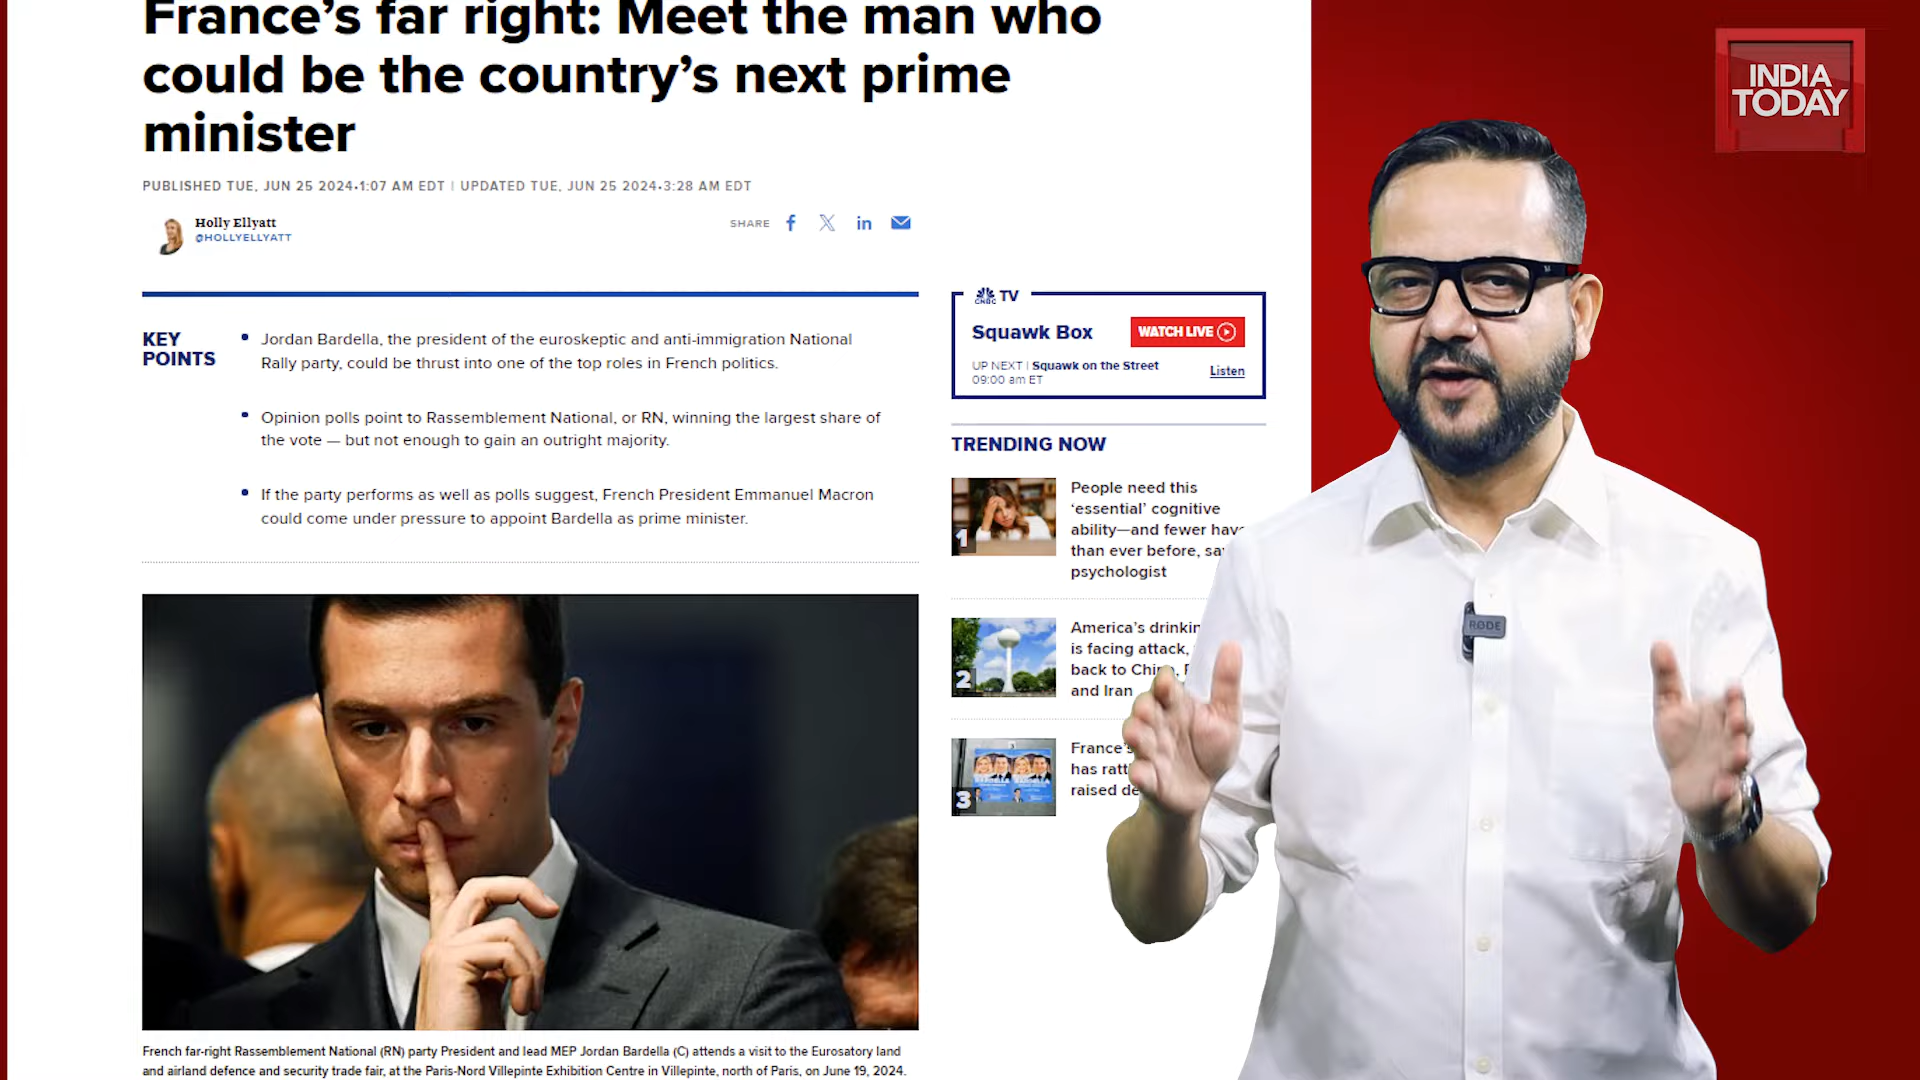 France's far right: Meet the man who
could be the country's next prime
minister
PUBLISHED TUE, JUN 25 2024•1:07 AM EDT | UPDATED TUE, JUN 25 2024•3:28 AM EDT
Holly Ellyatt
@HOLLYELLYATT
SHARE
KEY
POINTS
Jordan Bardella, the president of the euroskeptic and anti-immigration National
Rally party, could be thrust into one of the top roles in French politics.
Opinion polls point to Rassemblement National, or RN, winning the largest share of
the vote — but not enough to gain an outright majority.
If the party performs as well as polls suggest, French President Emmanuel Macron
could come under pressure to appoint Bardella as prime minister.
French far-right Rassemblement National (RN) party President and lead MEP Jordan Bardella (C) attends a visit to the Eurosatory land
and airland defence and security trade fair, at the Paris-Nord Villepinte Exhibition Centre in Villepinte, north of Paris, on June 19, 2024.
CNBC TV
Squawk Box
WATCH LIVE
UP NEXT | Squawk on the Street
09:00 am ET
Listen
TRENDING NOW
1
People need this
'essential' cognitive
ability—and fewer have
than ever before,
psychologist
2
America's
is facing attack,
back to
and Iran
3
France's
has
raised
INDIA
TODAY
RØDE